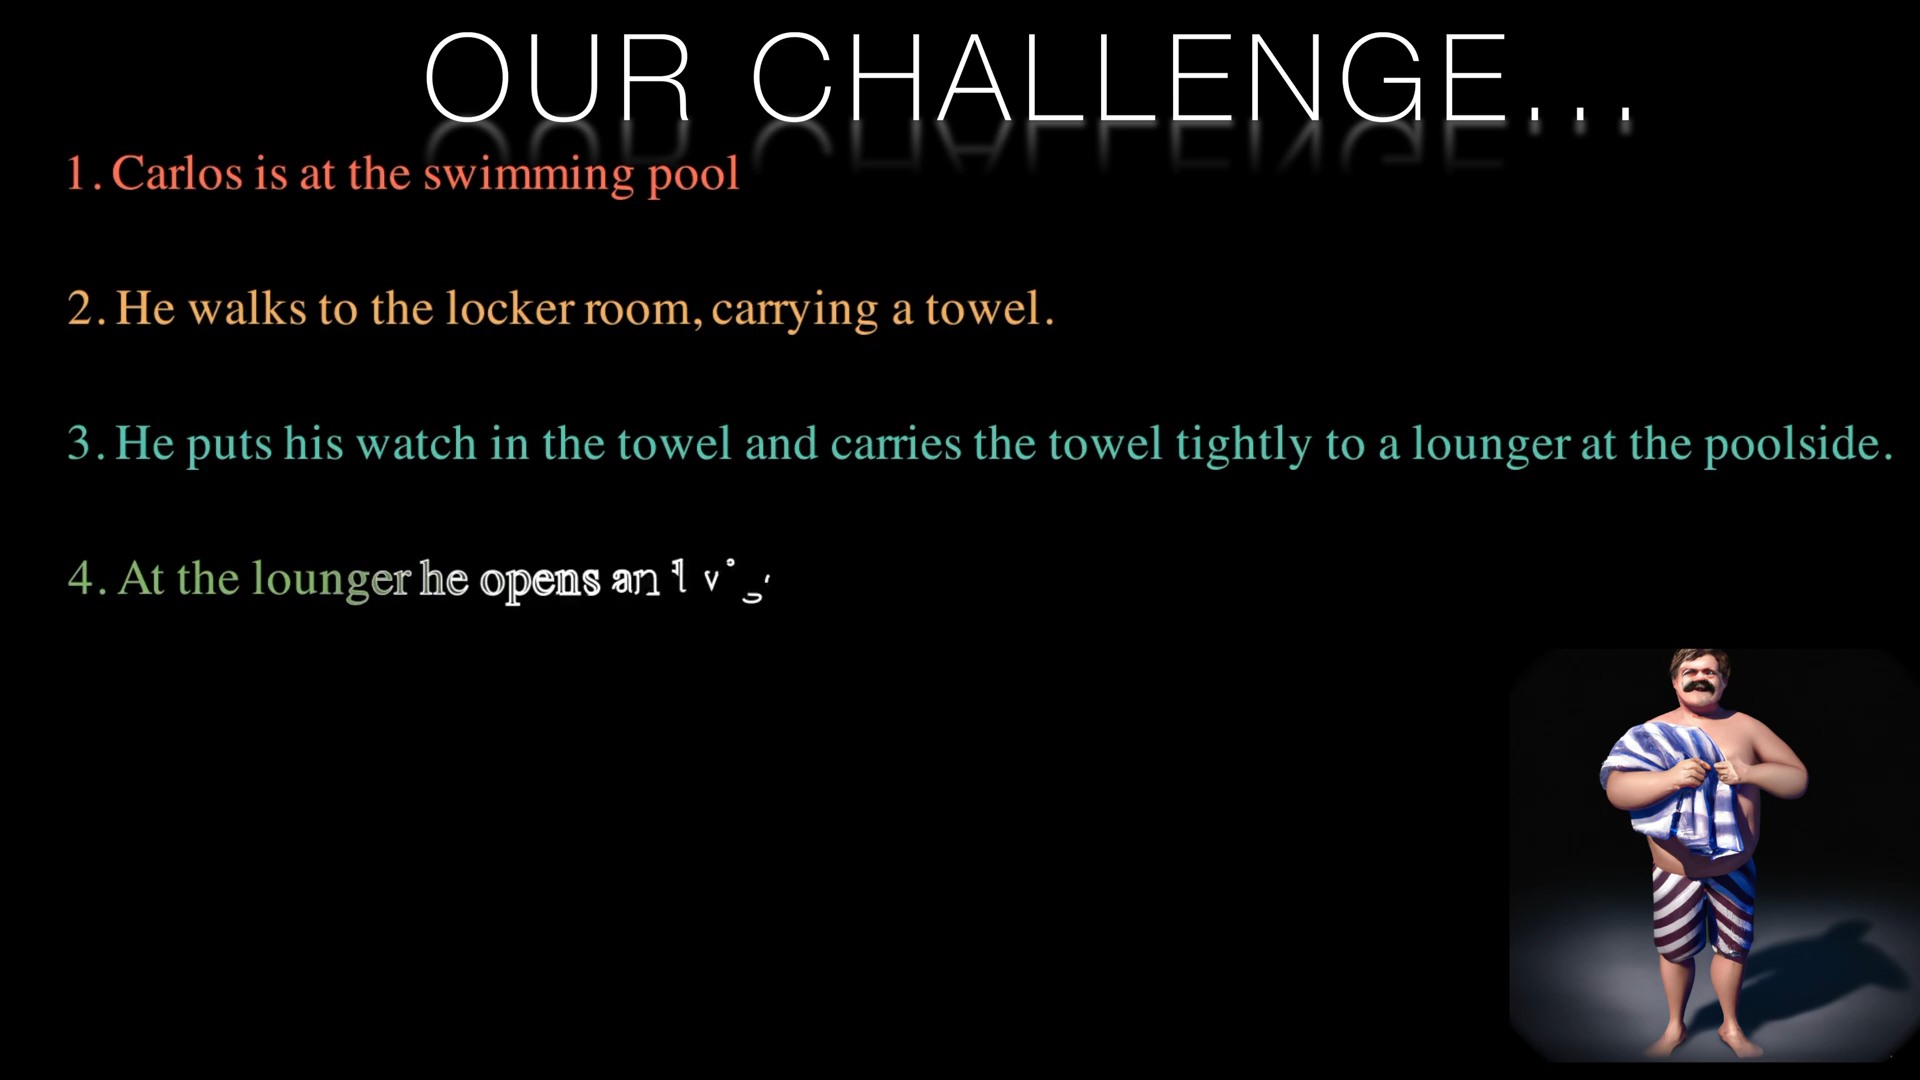 OUR CHALLENGE...
1. Carlos is at the swimming pool
2. He walks to the locker room, carrying a towel.
3. He puts his watch in the towel and carries the towel tightly to a lounger at the poolside.
4. At the lounger he opens an